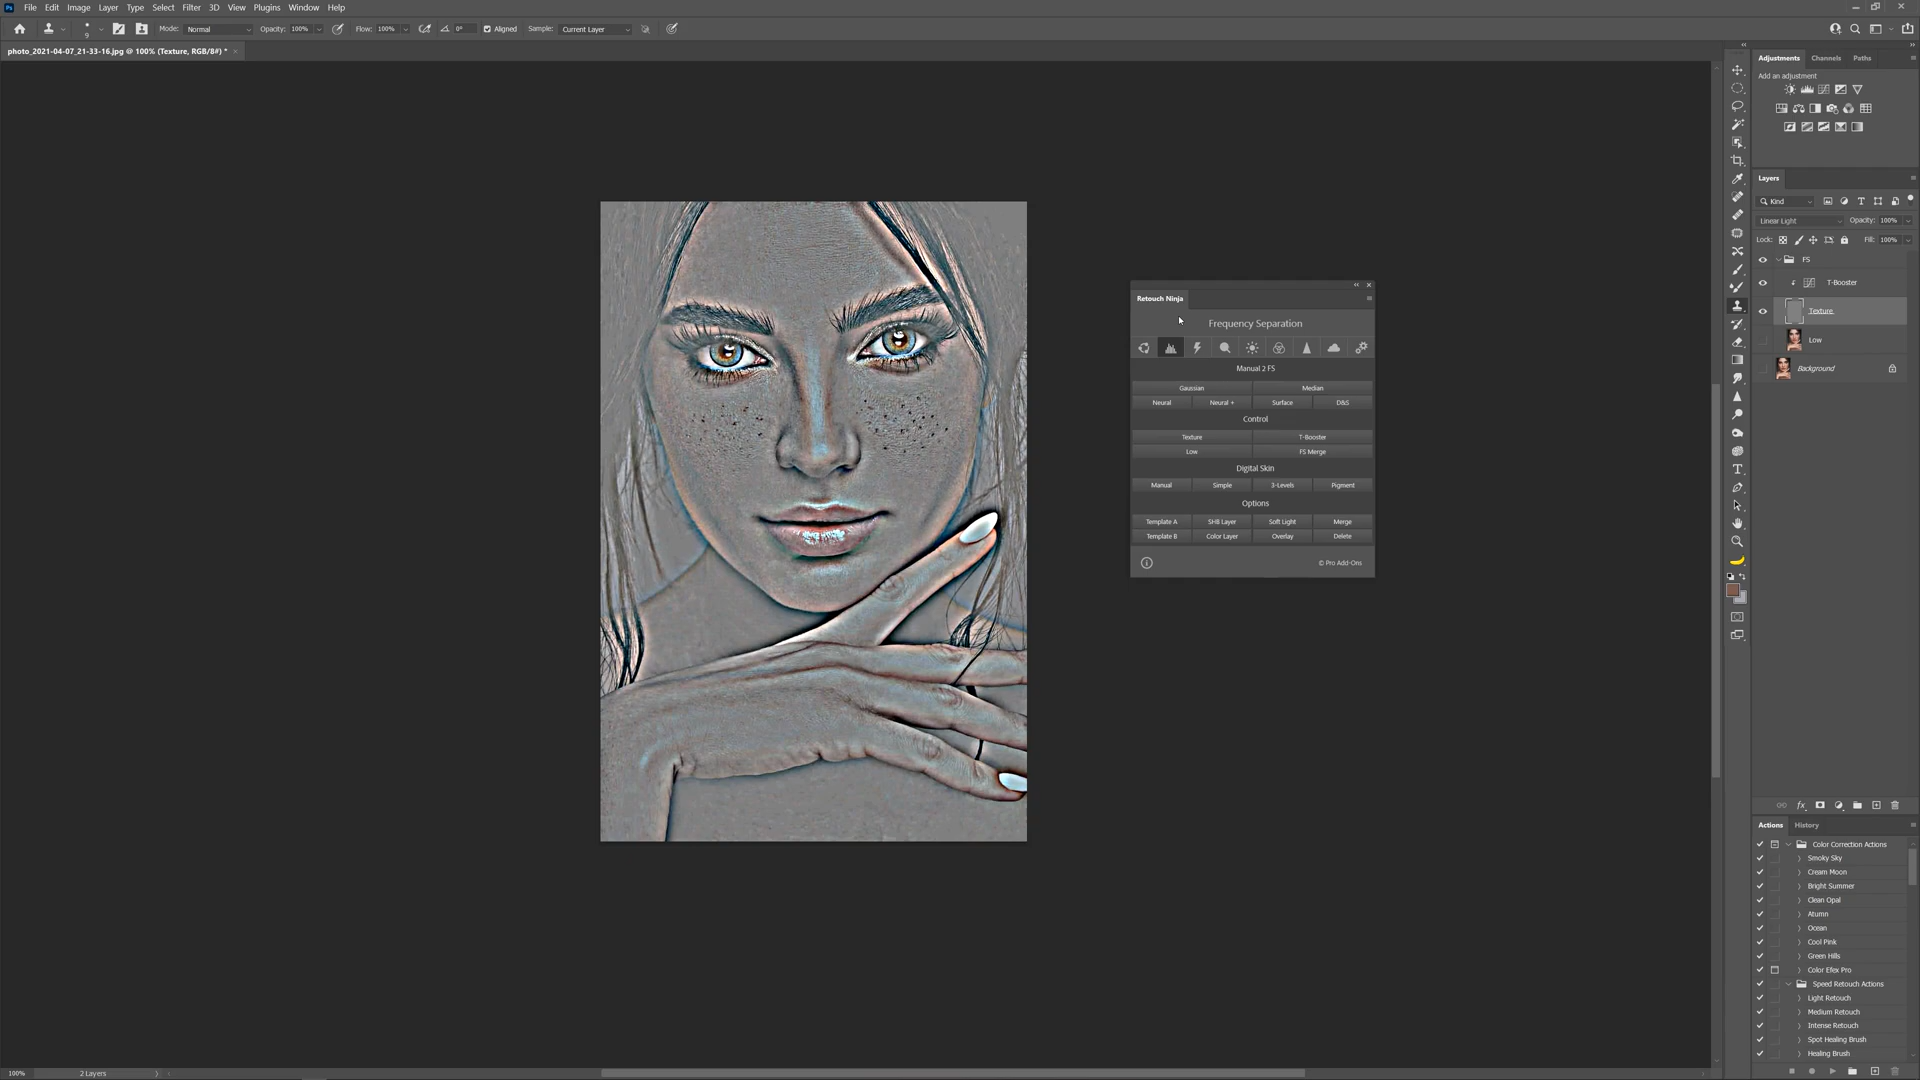 Ps File Edit Image Layer Type Select Filter 3D View Plugins Window Help
9 Mode: Normal Opacity: 100% Flow: 100% 0° Aligned Sample: Current Layer
photo_2021-04-07_21-33-16.jpg @ 100% (Texture, RGB/8#) *
Retouch Ninja
Frequency Separation
Manual 2 FS
Gaussian Median
Neural Neural + Surface D&S
Control
Texture T-Booster
Low FS Merge
Digital Skin
Manual Simple 3-Levels Pigment
Options
Template A SHB Layer Soft Light Merge
Template B Color Layer Overlay Delete
© Pro Add-Ons
Adjustments Channels Paths
Add an adjustment
Layers
Kind
Linear Light Opacity: 100%
Lock: Fill: 100%
FS
T-Booster
Texture
Low
Background
fx
Actions History
Color Correction Actions
Smoky Sky
Cream Moon
Bright Summer
Clean Opal
Atumn
Ocean
Cool Pink
Green Hills
Color Efex Pro
Speed Retouch Actions
Light Retouch
Medium Retouch
Intense Retouch
Spot Healing Brush
Healing Brush
100% 2 Layers